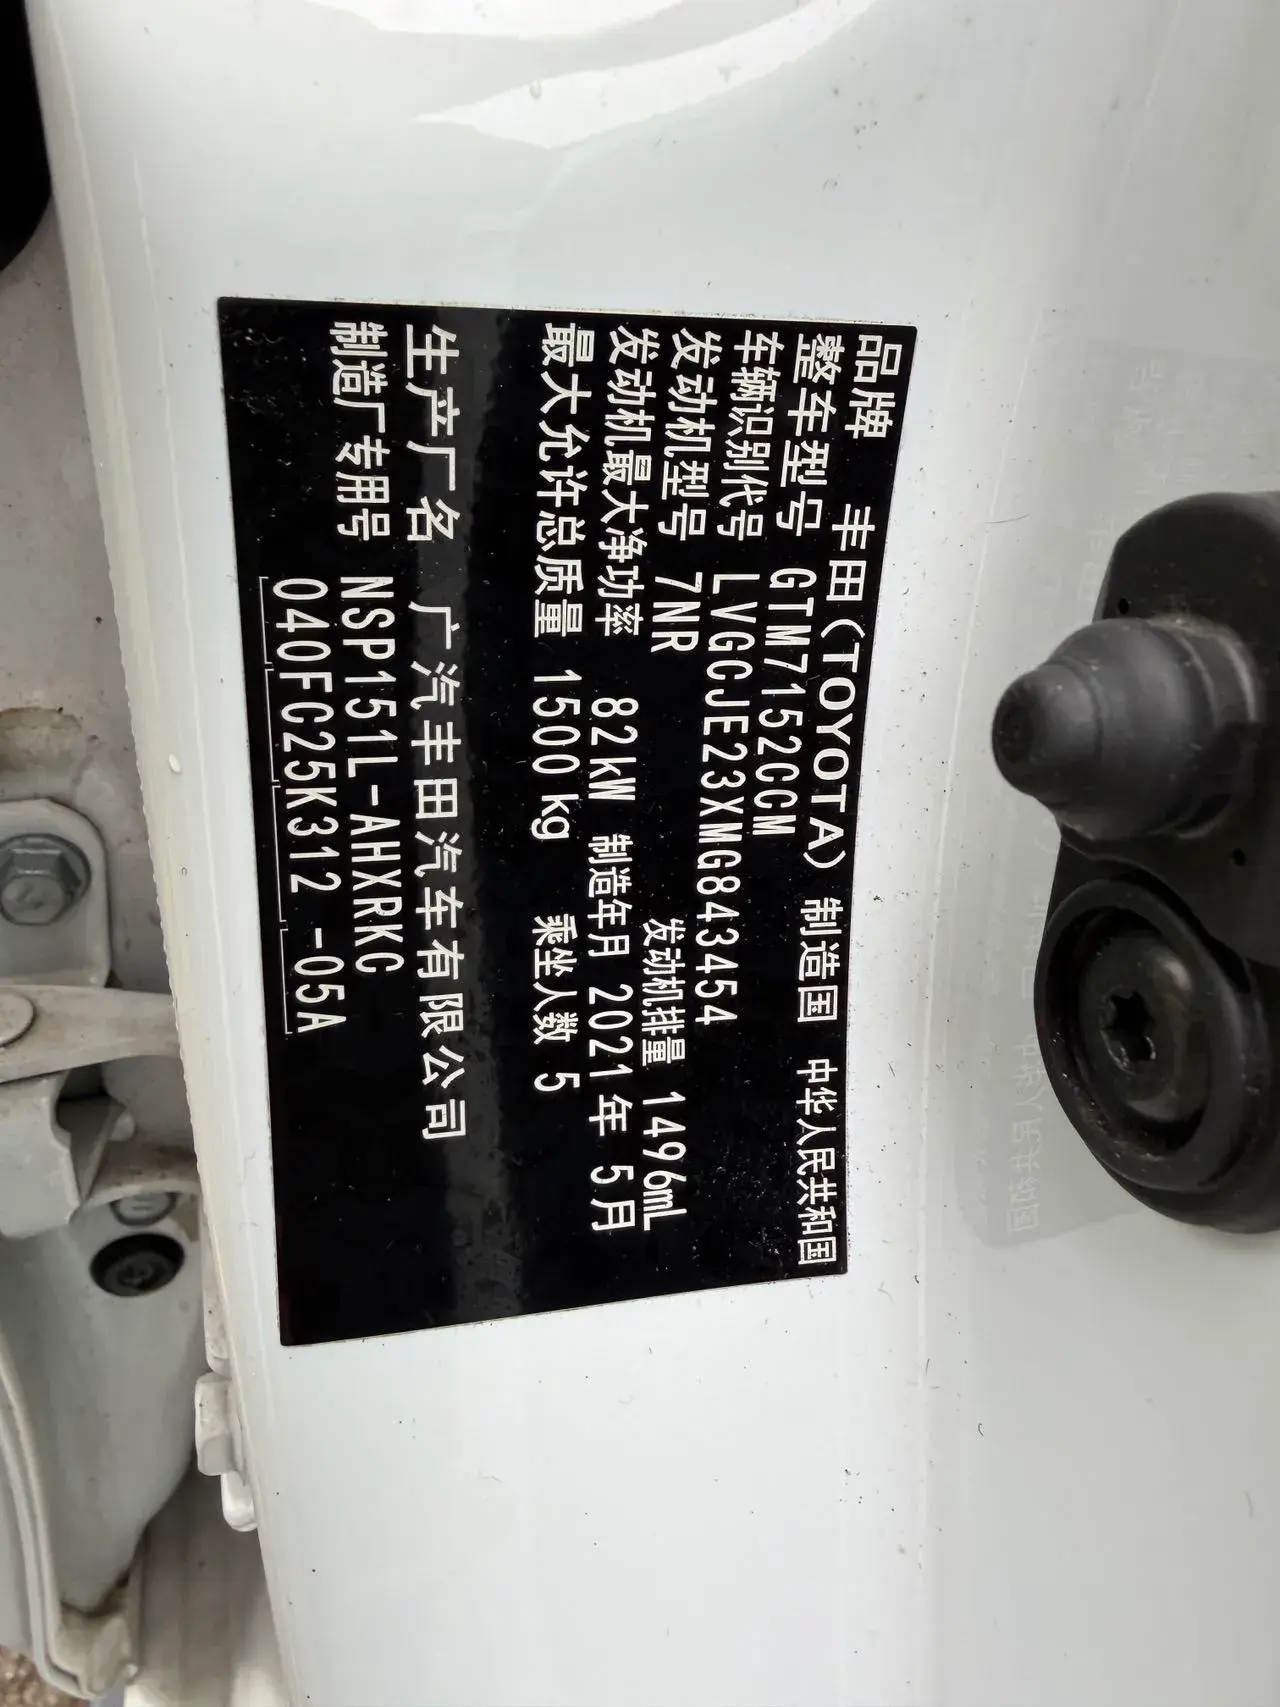 品牌 丰田(TOYOTA) 制造国 中华人民共和国
整车型号 GTM7152GCM
车辆识别代号 LVGCJE23XMG843454
发动机型号 7NR 发动机排量 1496mL
发动机最大净功率 82kW 制造年月 2021年 5月
最大允许总质量 1500kg 乘坐人数 5
生产厂名 广汽丰田汽车有限公司
制造厂专用号 NSP151L-AHXRKC
040FC25K312-05A